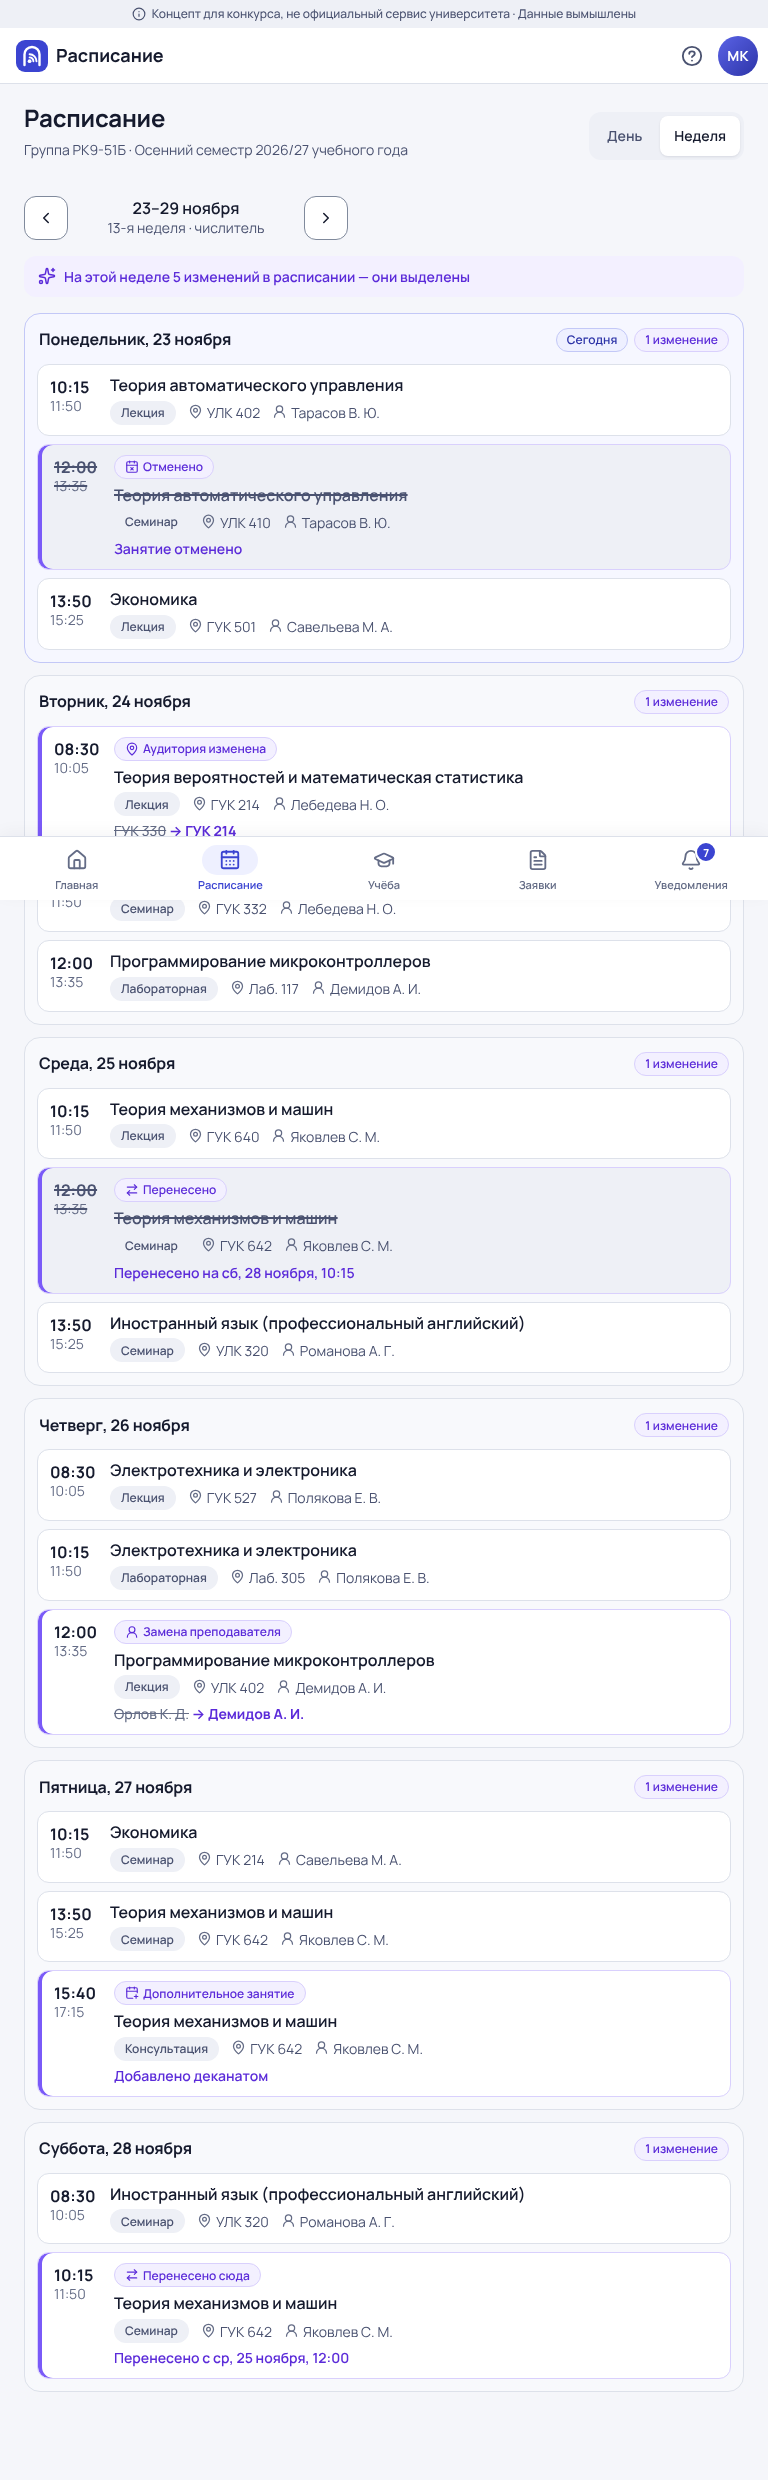 Концепт для конкурса, не официальный сервис университета · Данные вымышлены
Расписание
МК
Расписание
Группа РК9-51Б · Осенний семестр 2026/27 учебного года
День
Неделя
23–29 ноября
13-я неделя · числитель
На этой неделе 5 изменений в расписании — они выделены
Понедельник, 23 ноября
Сегодня
1 изменение
10:15
11:50
Теория автоматического управления
Лекция
УЛК 402
Тарасов В. Ю.
12:00
13:35
Отменено
Теория автоматического управления
Семинар
УЛК 410
Тарасов В. Ю.
Занятие отменено
13:50
15:25
Экономика
Лекция
ГУК 501
Савельева М. А.
Вторник, 24 ноября
1 изменение
08:30
10:05
Аудитория изменена
Теория вероятностей и математическая статистика
Лекция
ГУК 214
Лебедева Н. О.
ГУК 330 → ГУК 214
Главная
Расписание
Учёба
Заявки
7
Уведомления
11:50
Семинар
ГУК 332
Лебедева Н. О.
12:00
13:35
Программирование микроконтроллеров
Лабораторная
Лаб. 117
Демидов А. И.
Среда, 25 ноября
1 изменение
10:15
11:50
Теория механизмов и машин
Лекция
ГУК 640
Яковлев С. М.
12:00
13:35
Перенесено
Теория механизмов и машин
Семинар
ГУК 642
Яковлев С. М.
Перенесено на сб, 28 ноября, 10:15
13:50
15:25
Иностранный язык (профессиональный английский)
Семинар
УЛК 320
Романова А. Г.
Четверг, 26 ноября
1 изменение
08:30
10:05
Электротехника и электроника
Лекция
ГУК 527
Полякова Е. В.
10:15
11:50
Электротехника и электроника
Лабораторная
Лаб. 305
Полякова Е. В.
12:00
13:35
Замена преподавателя
Программирование микроконтроллеров
Лекция
УЛК 402
Демидов А. И.
Орлов К. Д. → Демидов А. И.
Пятница, 27 ноября
1 изменение
10:15
11:50
Экономика
Семинар
ГУК 214
Савельева М. А.
13:50
15:25
Теория механизмов и машин
Семинар
ГУК 642
Яковлев С. М.
15:40
17:15
Дополнительное занятие
Теория механизмов и машин
Консультация
ГУК 642
Яковлев С. М.
Добавлено деканатом
Суббота, 28 ноября
1 изменение
08:30
10:05
Иностранный язык (профессиональный английский)
Семинар
УЛК 320
Романова А. Г.
10:15
11:50
Перенесено сюда
Теория механизмов и машин
Семинар
ГУК 642
Яковлев С. М.
Перенесено с ср, 25 ноября, 12:00